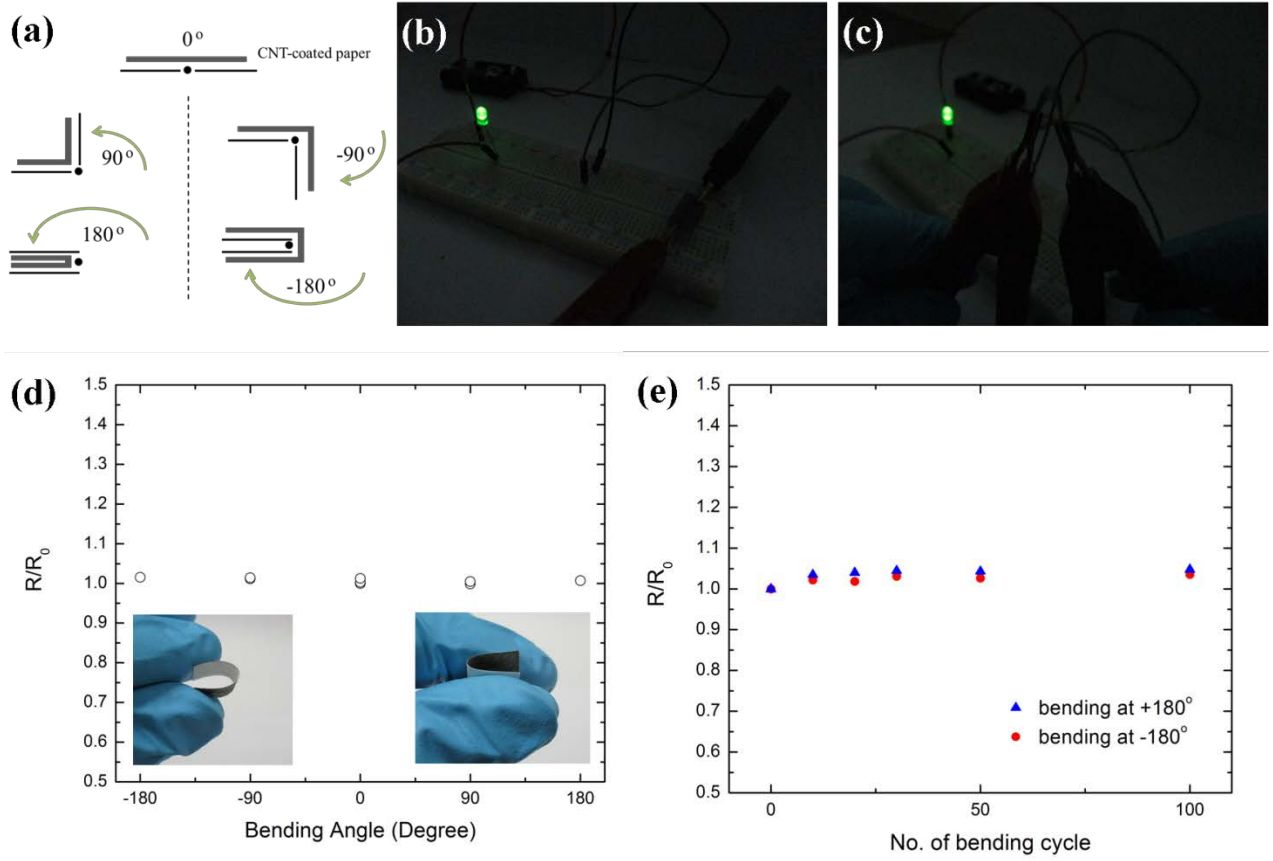 (a)
0°
CNT-coated paper
90°
-90°
180°
-180°
(b)
(c)
(d)
1.5
1.4
1.3
1.2
1.1
1.0
0.9
0.8
0.7
0.6
0.5
R/R₀
-180
-90
0
90
180
Bending Angle (Degree)
(e)
1.5
1.4
1.3
1.2
1.1
1.0
0.9
0.8
0.7
0.6
0.5
R/R₀
bending at +180°
bending at -180°
0
50
100
No. of bending cycle